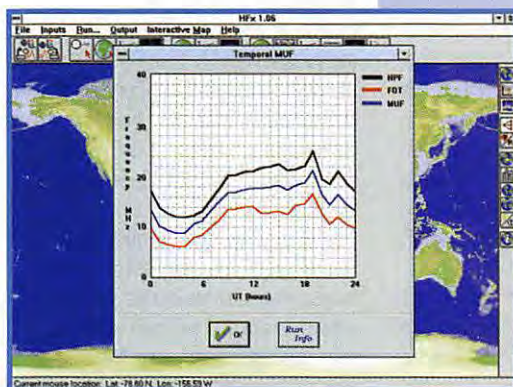 HFx 1.06
File Inputs Run... Output Interactive Map Help
Temporal MUF
Frequency MHz
40
30
20
10
0
0 6 12 18 24
UT (hours)
HPF
FOT
MUF
OK
Run Info
Current mouse location: Lat -78.60 N, Lon: -156.53 W